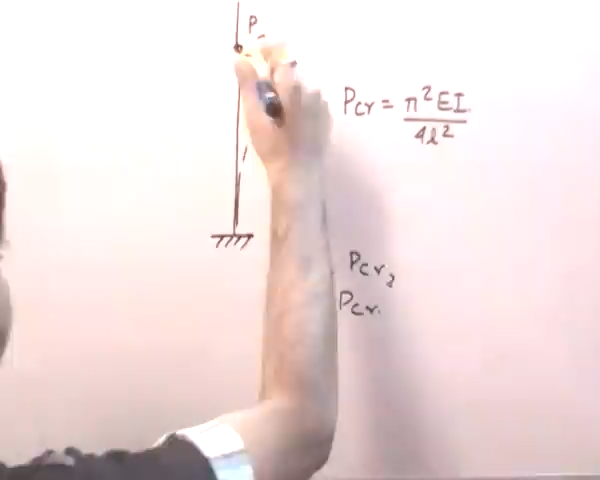 P
Pcr = π²EI / 4l²
Pcr₂
Pcr.